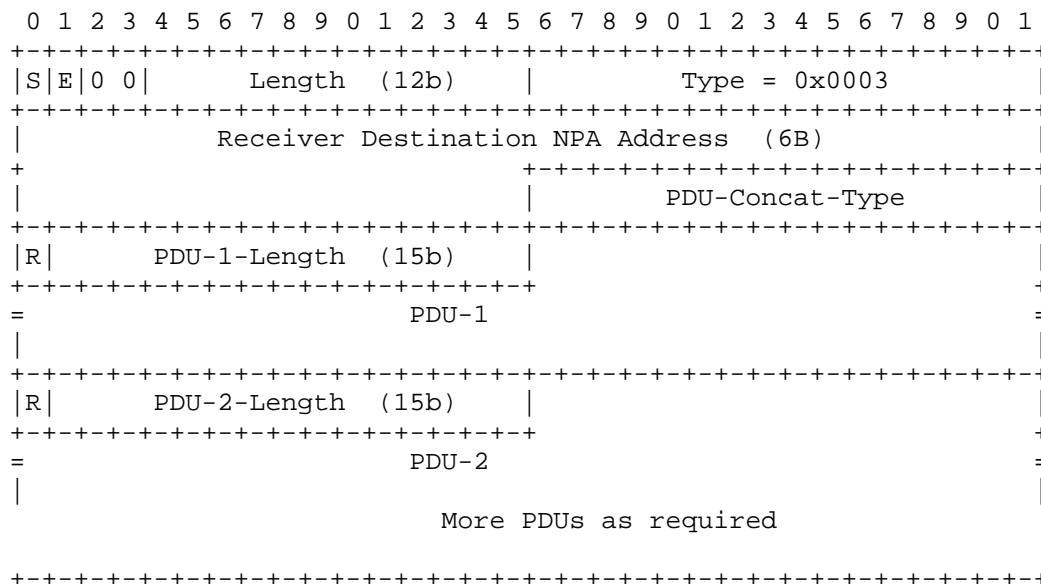 0 1 2 3 4 5 6 7 8 9 0 1 2 3 4 5 6 7 8 9 0 1 2 3 4 5 6 7 8 9 0 1
+-+-+-+-+-+-+-+-+-+-+-+-+-+-+-+-+-+-+-+-+-+-+-+-+-+-+-+-+-+-+-+-+
|S|E|0 0|      Length  (12b)    |         Type = 0x0003         |
+-+-+-+-+-+-+-+-+-+-+-+-+-+-+-+-+-+-+-+-+-+-+-+-+-+-+-+-+-+-+-+-+
|            Receiver Destination NPA Address  (6B)             |
+                               +-+-+-+-+-+-+-+-+-+-+-+-+-+-+-+-+
|                               |        PDU-Concat-Type        |
+-+-+-+-+-+-+-+-+-+-+-+-+-+-+-+-+-+-+-+-+-+-+-+-+-+-+-+-+-+-+-+-+
|R|      PDU-1-Length  (15b)    |                               |
+-+-+-+-+-+-+-+-+-+-+-+-+-+-+-+-+                               +
=                        PDU-1                                  =
|                                                               |
+-+-+-+-+-+-+-+-+-+-+-+-+-+-+-+-+-+-+-+-+-+-+-+-+-+-+-+-+-+-+-+-+
|R|      PDU-2-Length  (15b)    |                               |
+-+-+-+-+-+-+-+-+-+-+-+-+-+-+-+-+                               +
=                        PDU-2                                  =
|                                                               |
                           More PDUs as required

+-+-+-+-+-+-+-+-+-+-+-+-+-+-+-+-+-+-+-+-+-+-+-+-+-+-+-+-+-+-+-+-+